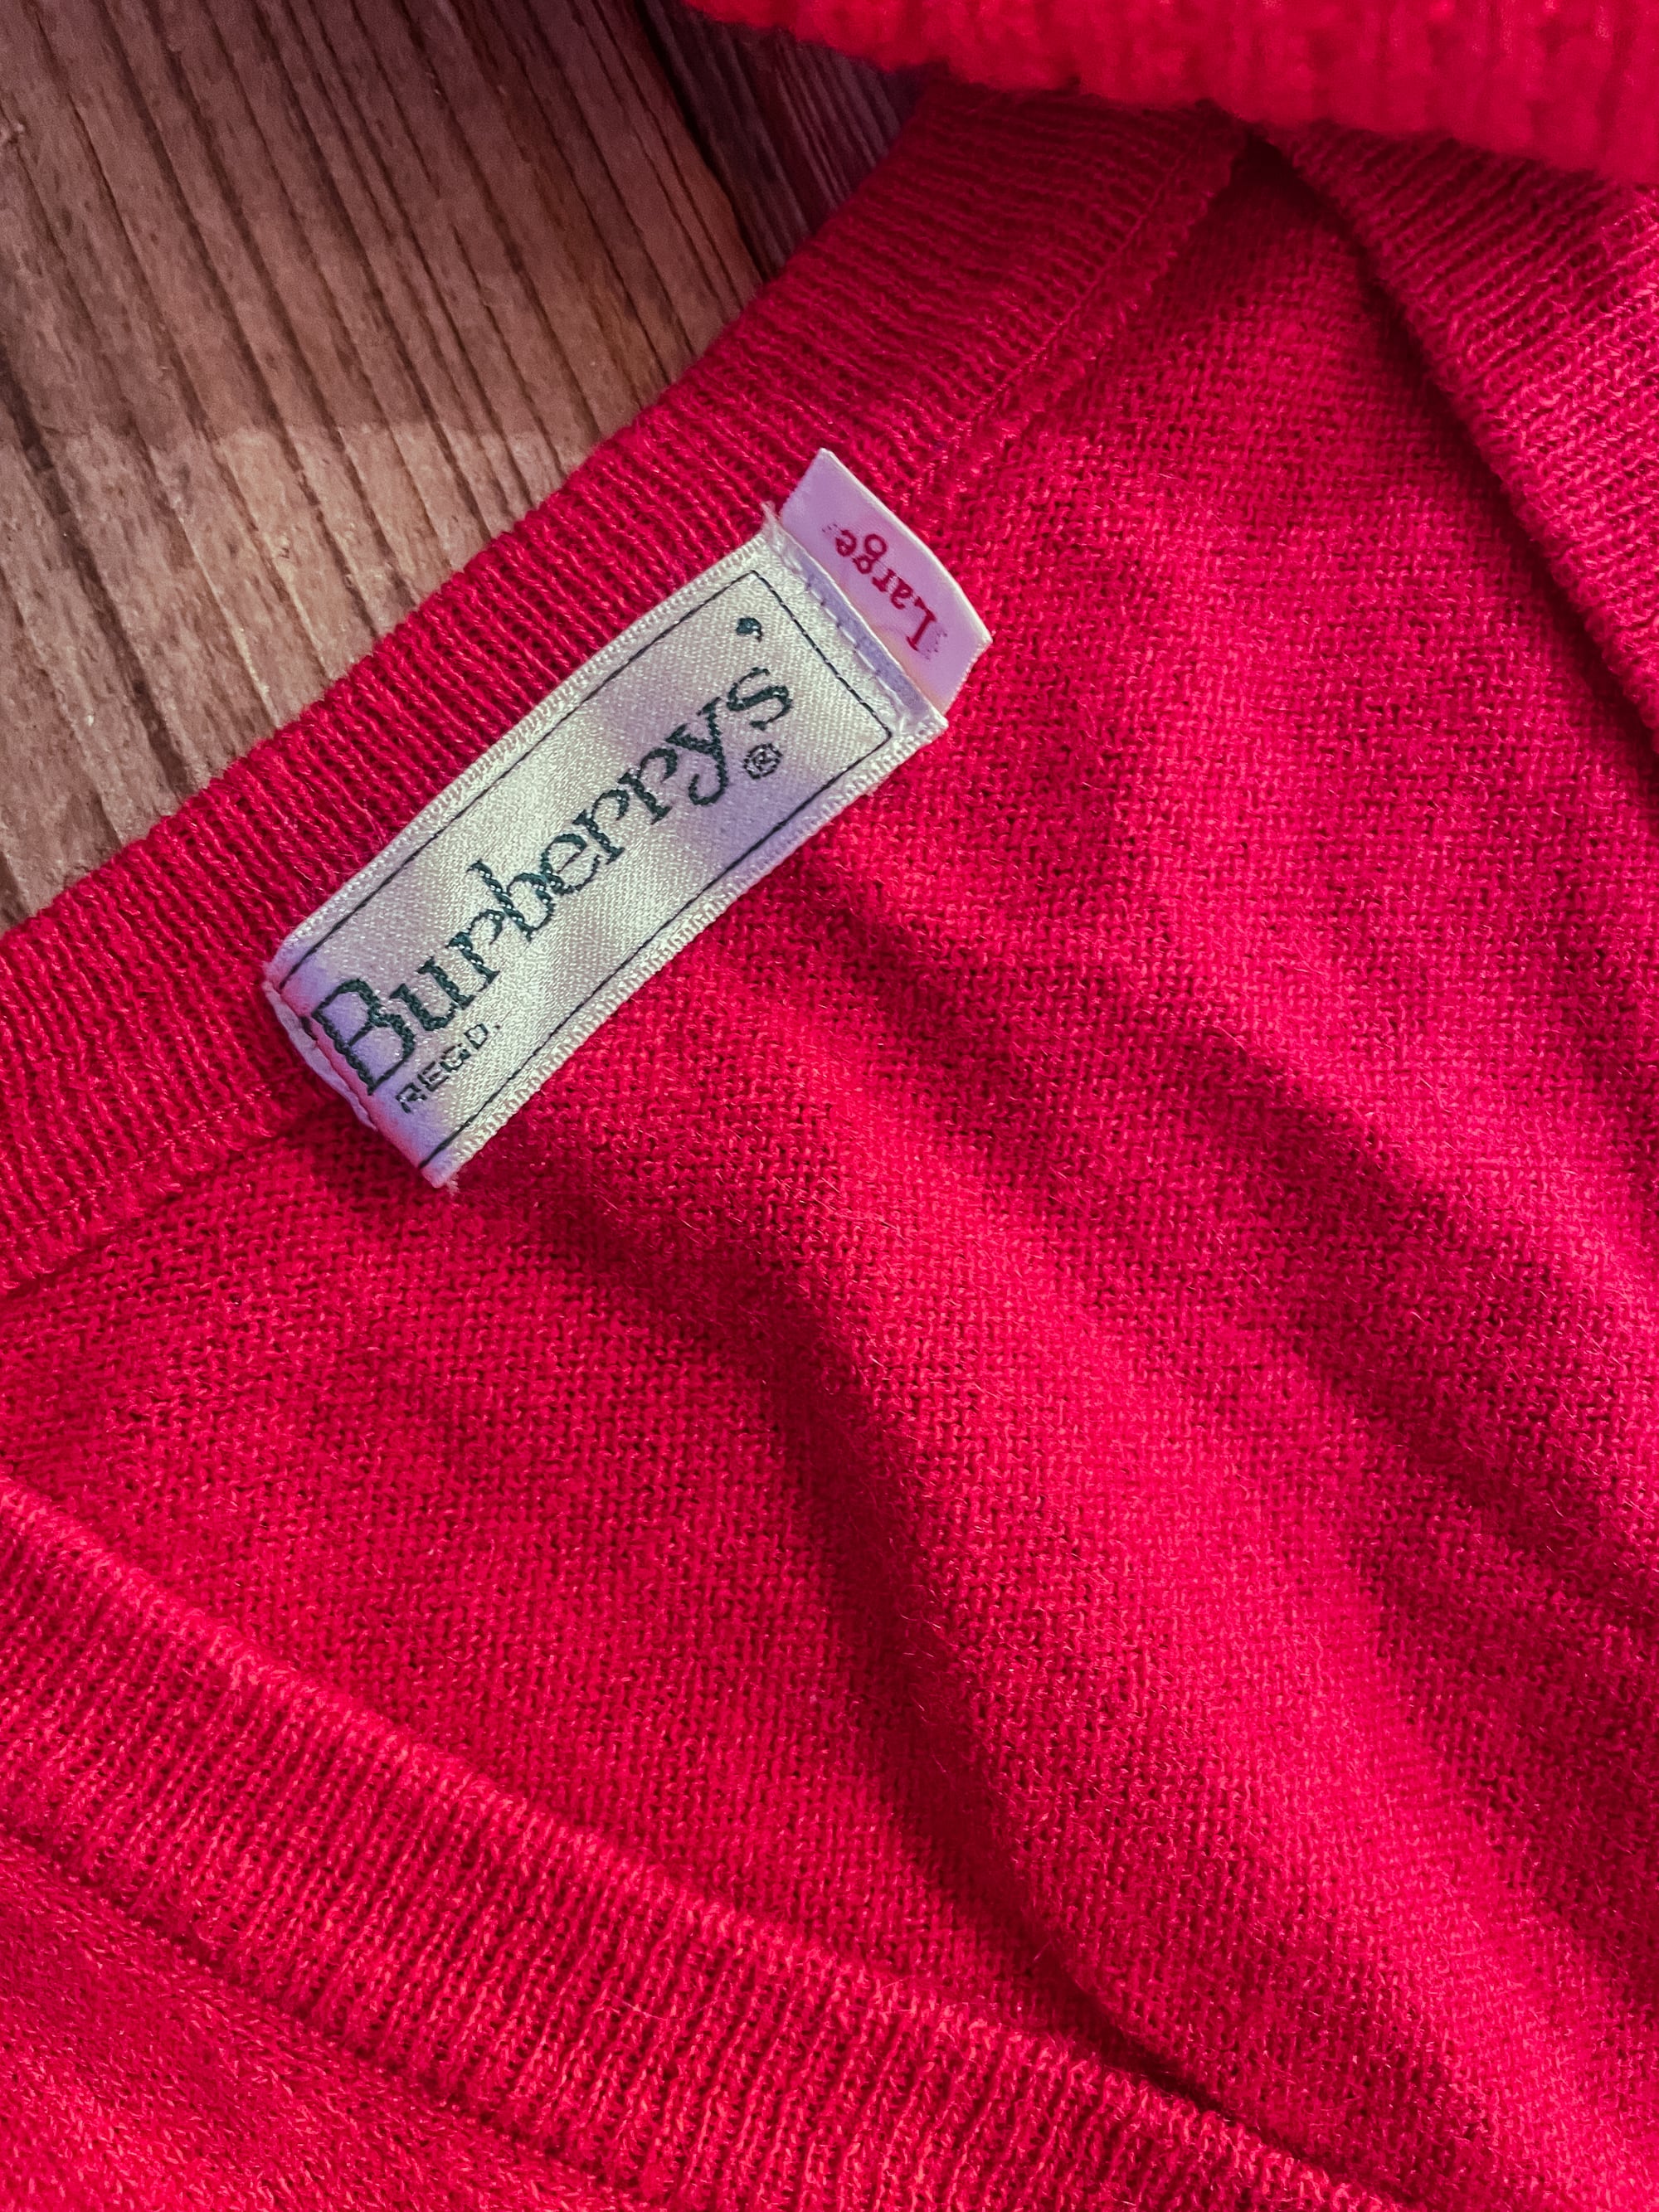 Burberrys'
REGD. ®
Large